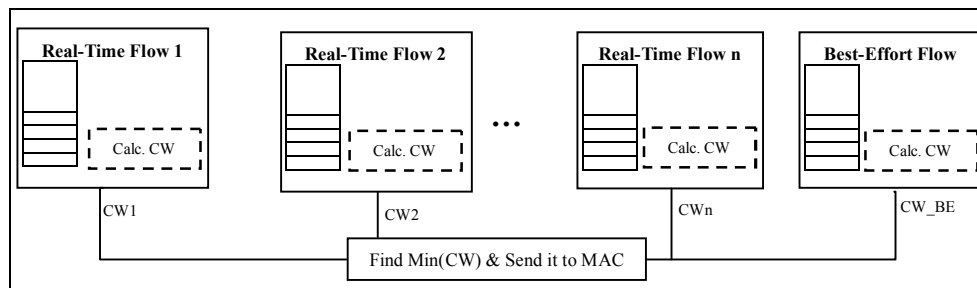 Real-Time Flow 1
Real-Time Flow 2
Real-Time Flow n
Best-Effort Flow
...
Calc. CW
Calc. CW
Calc. CW
Calc. CW
CW1
CW2
CWn
CW_BE
Find Min(CW) & Send it to MAC